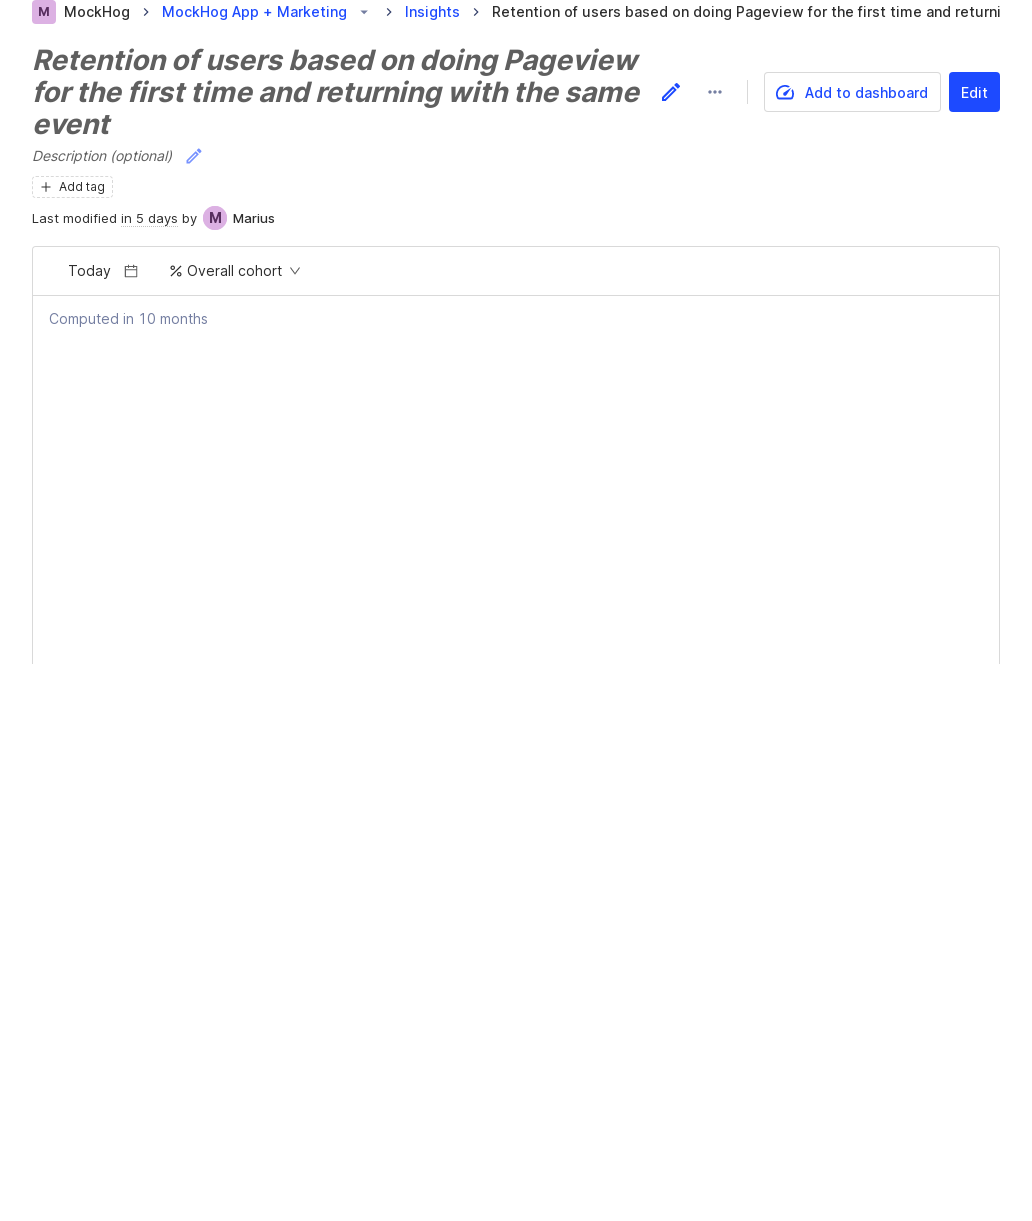 M MockHog MockHog App + Marketing Insights Retention of users based on doing Pageview for the first time and returni
Retention of users based on doing Pageview
for the first time and returning with the same
event
Add to dashboard
Edit
Description (optional)
Add tag
Last modified in 5 days by M Marius
Today % Overall cohort
Computed in 10 months